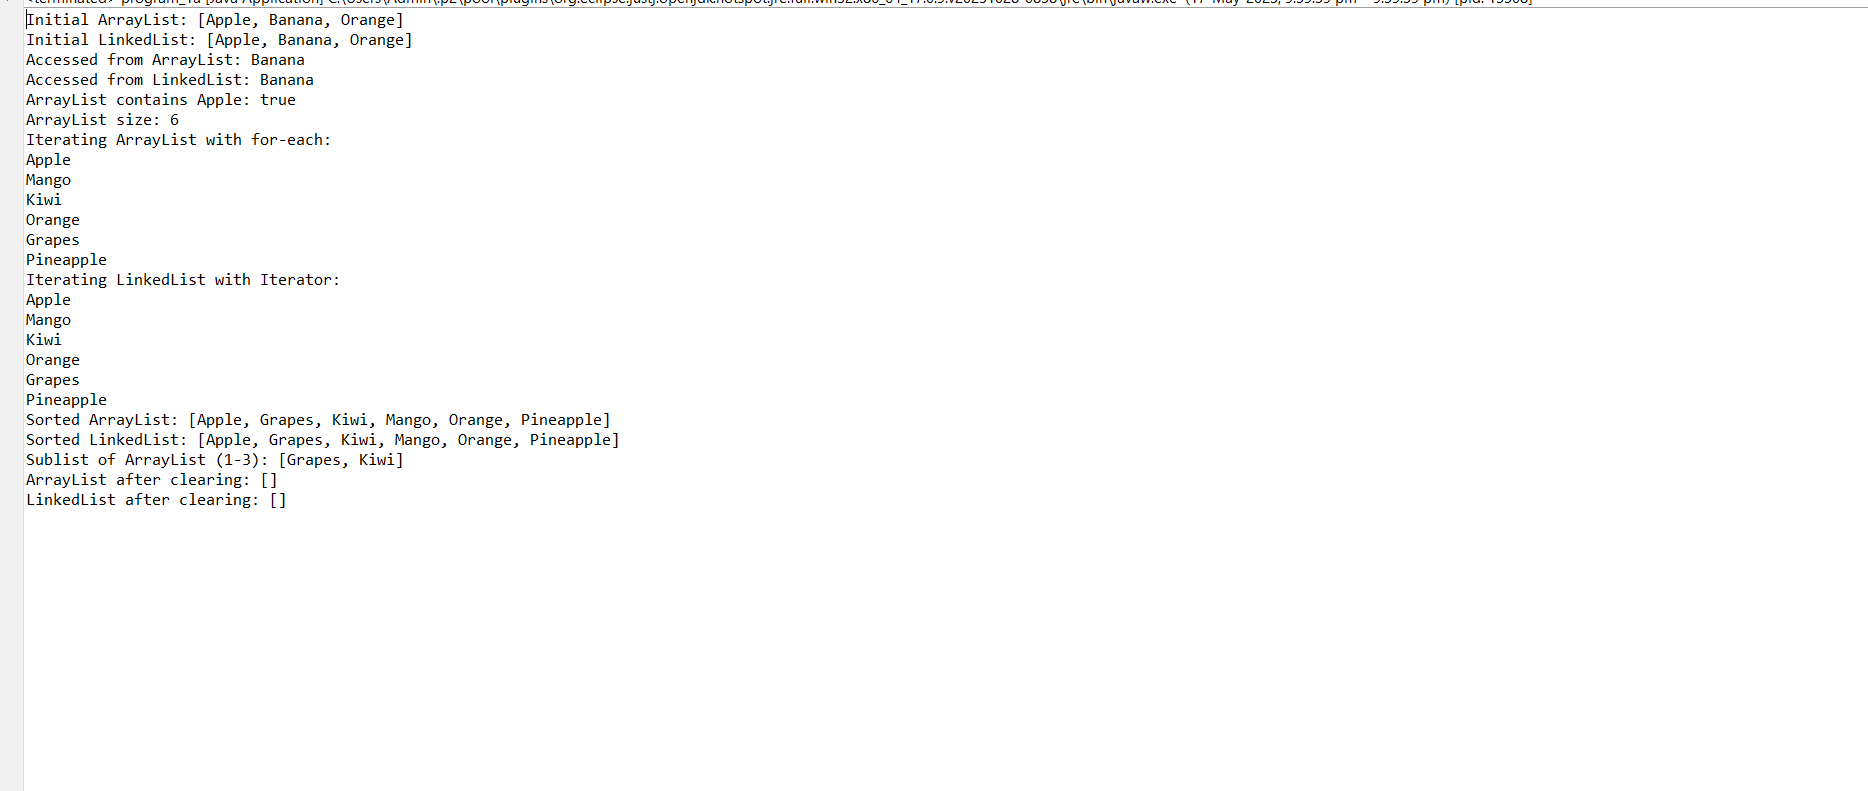 Initial ArrayList: [Apple, Banana, Orange]
Initial LinkedList: [Apple, Banana, Orange]
Accessed from ArrayList: Banana
Accessed from LinkedList: Banana
ArrayList contains Apple: true
ArrayList size: 6
Iterating ArrayList with for-each:
Apple
Mango
Kiwi
Orange
Grapes
Pineapple
Iterating LinkedList with Iterator:
Apple
Mango
Kiwi
Orange
Grapes
Pineapple
Sorted ArrayList: [Apple, Grapes, Kiwi, Mango, Orange, Pineapple]
Sorted LinkedList: [Apple, Grapes, Kiwi, Mango, Orange, Pineapple]
Sublist of ArrayList (1-3): [Grapes, Kiwi]
ArrayList after clearing: []
LinkedList after clearing: []